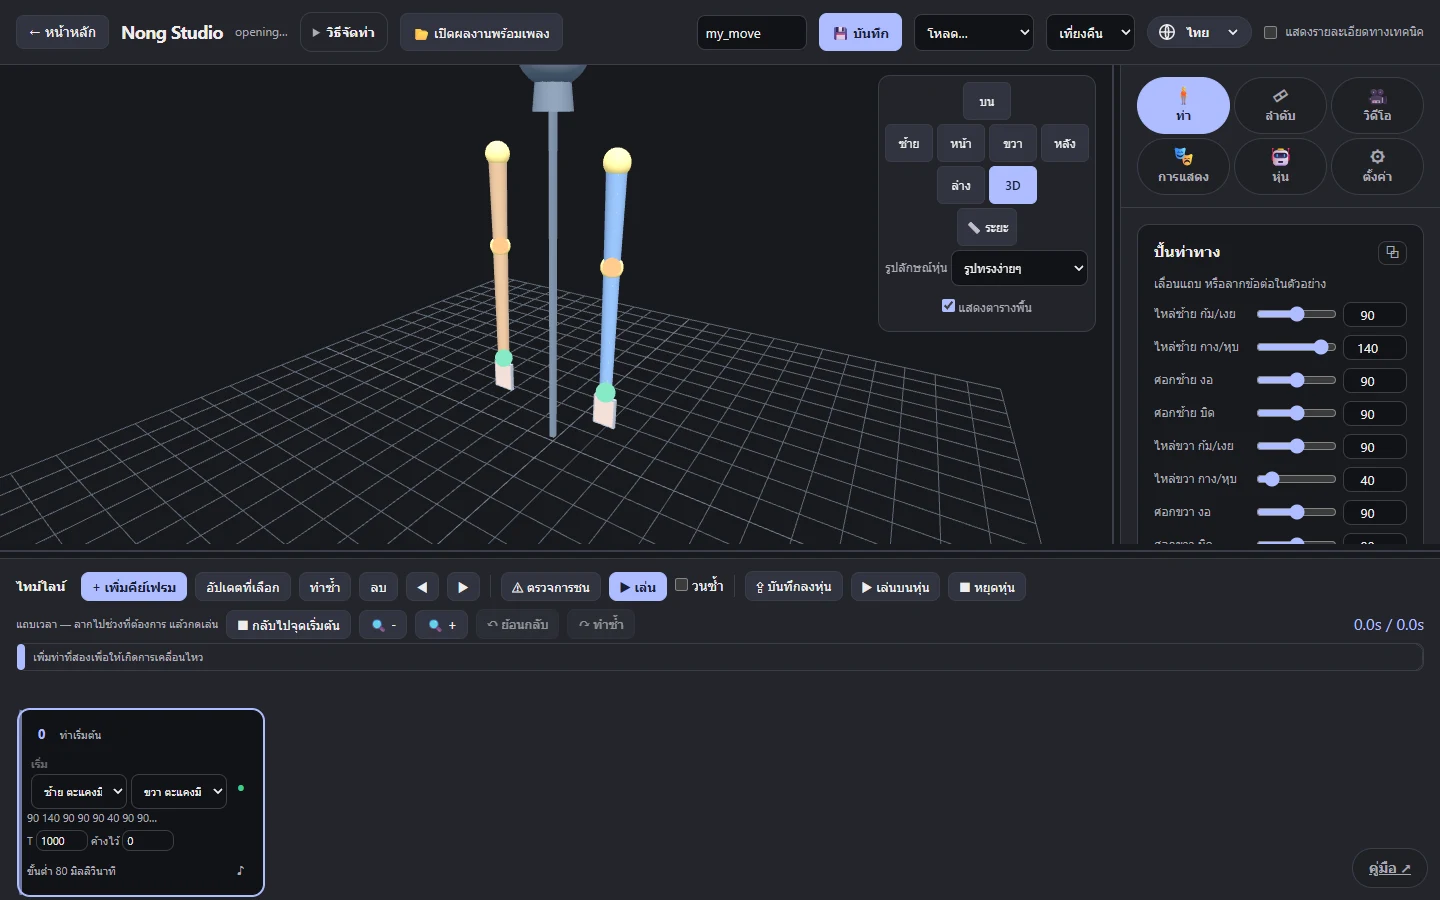 ← หน้าหลัก Nong Studio opening... ▶ วิธีจัดท่า 📂 เปิดผลงานพร้อมเพลง my_move 💾 บันทึก โหลด... เที่ยงคืน ไทย แสดงรายละเอียดทางเทคนิค
บน
ซ้าย หน้า ขวา หลัง
ล่าง 3D
📏 ระยะ
รูปลักษณ์หุ่น รูปทรงง่ายๆ
แสดงตารางพื้น
ท่า ลำดับ วิดีโอ
การแสดง หุ่น ตั้งค่า
ปั้นท่าทาง
เลื่อนแถบ หรือลากข้อต่อในตัวอย่าง
ไหล่ซ้าย ก้ม/เงย 90
ไหล่ซ้าย กาง/หุบ 140
ศอกซ้าย งอ 90
ศอกซ้าย บิด 90
ไหล่ขวา ก้ม/เงย 90
ไหล่ขวา กาง/หุบ 40
ศอกขวา งอ 90
ศอกขวา บิด 90
ไทม์ไลน์ + เพิ่มคีย์เฟรม อัปเดตที่เลือก ทำซ้ำ ลบ ◀ ▶ ⚠ ตรวจการชน ▶ เล่น วนซ้ำ ⇪ บันทึกลงหุ่น ▶ เล่นบนหุ่น ■ หยุดหุ่น
แถบเวลา — ลากไปช่วงที่ต้องการ แล้วกดเล่น ■ กลับไปจุดเริ่มต้น 🔍 - 🔍 + ↶ ย้อนกลับ ↷ ทำซ้ำ 0.0s / 0.0s
เพิ่มท่าที่สองเพื่อให้เกิดการเคลื่อนไหว
0 ท่าเริ่มต้น
เริ่ม
ซ้าย ตะแคงมื ขวา ตะแคงมื
90 140 90 90 90 40 90 90...
T 1000 ค้างไว้ 0
ขั้นต่ำ 80 มิลลิวินาที ♪
คู่มือ ↗